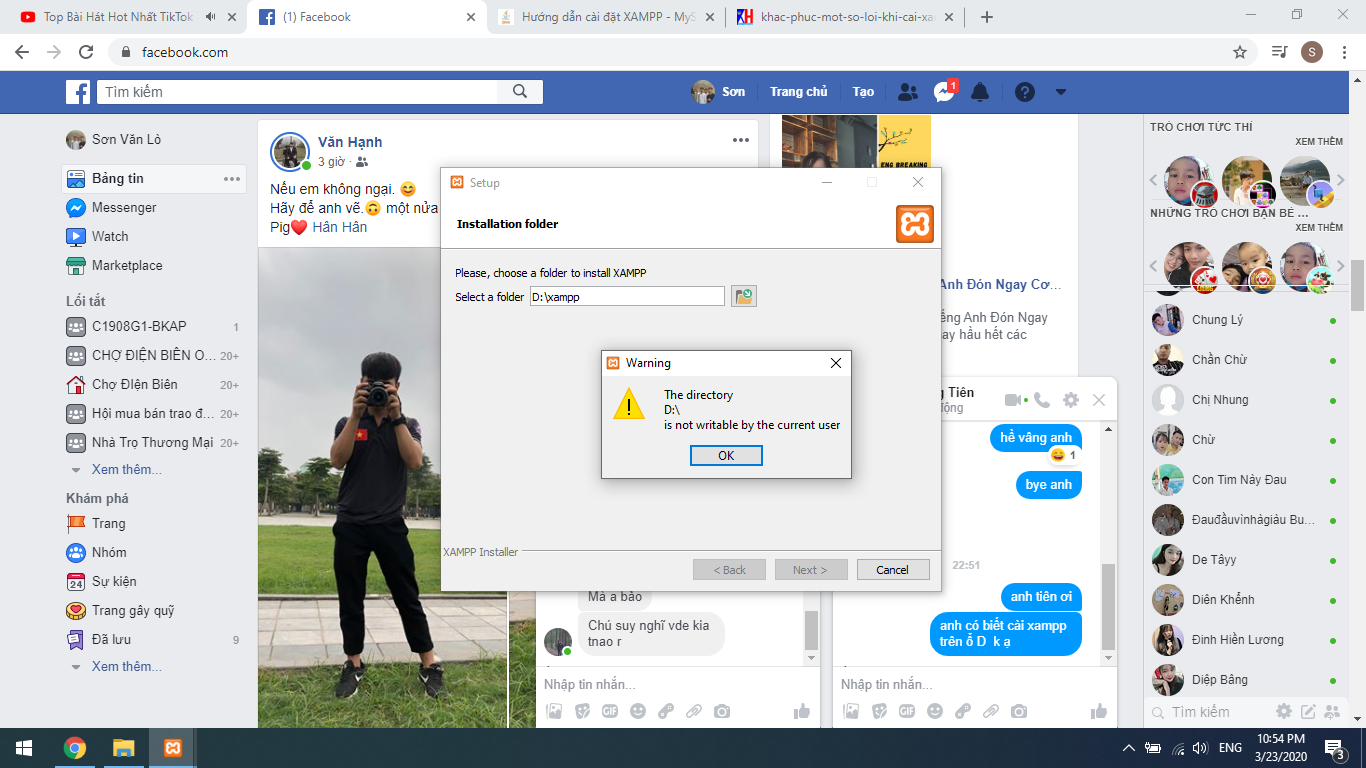 Top Bài Hát Hot Nhất TikTok
(1) Facebook
Hướng dẫn cài đặt XAMPP - MyS
khac-phuc-mot-so-loi-khi-cai-xa
facebook.com
S
Tìm kiếm
Sơn
Trang chủ
Tạo
1
Sơn Văn Lò
Bảng tin
Messenger
Watch
Marketplace
Lối tắt
C1908G1-BKAP 1
CHỢ ĐIỆN BIÊN O... 20+
Chợ ĐIện Biên 20+
Hội mua bán trao đ... 20+
Nhà Trọ Thương Mại 20+
Xem thêm...
Khám phá
Trang
Nhóm
24
Sự kiện
Trang gây quỹ
Đã lưu 9
Xem thêm...
Văn Hạnh
3 giờ ·
Nếu em không ngại.
Hãy để anh vẽ. một nửa
Pig Hân Hân
ENG BREAKING
Anh Đón Ngay Cơ...
ếng Anh Đón Ngay
ay hầu hết các
Setup
Installation folder
Please, choose a folder to install XAMPP
Select a folder D:\xampp
Warning
The directory
D:\
is not writable by the current user
OK
XAMPP Installer
< Back
Next >
Cancel
Má a bảo
Chú suy nghĩ vde kia
tnao r
Nhập tin nhắn...
GIF
g Tiên
động
hề vâng anh
1
bye anh
22:51
anh tiên ơi
anh có biết cài xampp
trên ổ D k ạ
Nhập tin nhắn...
GIF
TRÒ CHƠI TỨC THÌ
XEM THÊM
NHỮNG TRÒ CHƠI BẠN BÈ ...
XEM THÊM
Chung Lý
Chẳn Chừ
Chị Nhung
Chừ
Con Tim Này Đau
Đauđầuvìnhàgiàu Bu...
De Tâyy
Diên Khểnh
Đinh Hiền Lương
Diệp Băng
Tìm kiếm
ENG
10:54 PM
3/23/2020
3